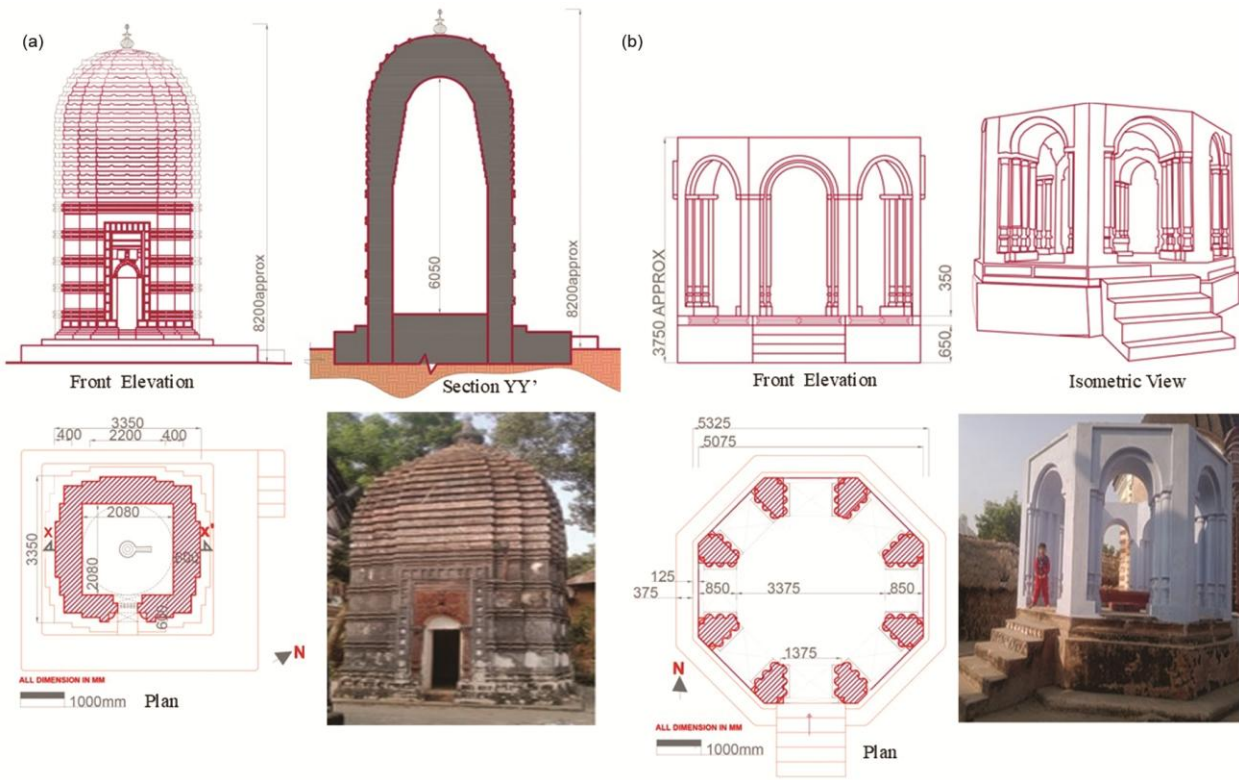 (a)
8200approx
Front Elevation
6050
8200approx
Section YY’
(b)
3750 APPROX
350
650
Front Elevation
Isometric View
3350
400 2200 400
3350
2080
2080
X X'
600
N
ALL DIMENSION IN MM
1000mm
Plan
5325
5075
125
375
850 3375 850
1375
N
ALL DIMENSION IN MM
1000mm
Plan